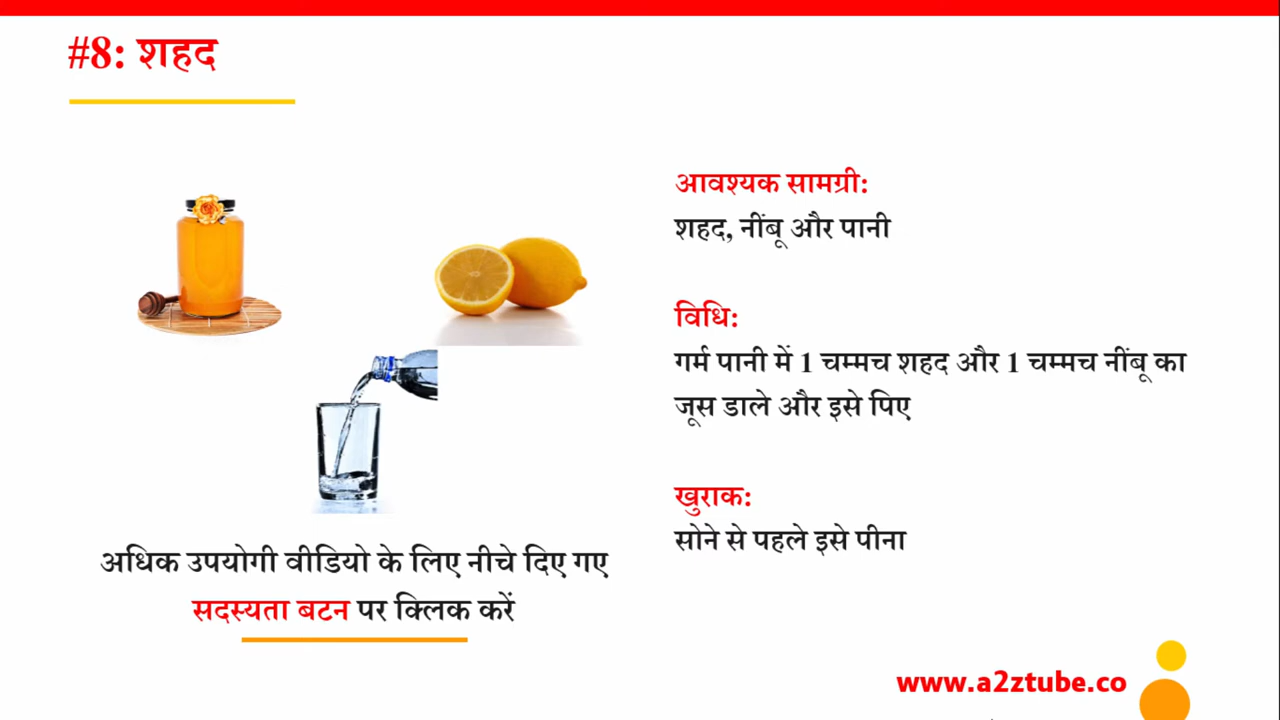 #8: शहद
आवश्यक सामग्री:
शहद, नींबू और पानी
विधि:
गर्म पानी में 1 चम्मच शहद और 1 चम्मच नींबू का
जूस डाले और इसे पिए
खुराक:
सोने से पहले इसे पीना
अधिक उपयोगी वीडियो के लिए नीचे दिए गए
सदस्यता बटन पर क्लिक करें
www.a2ztube.co